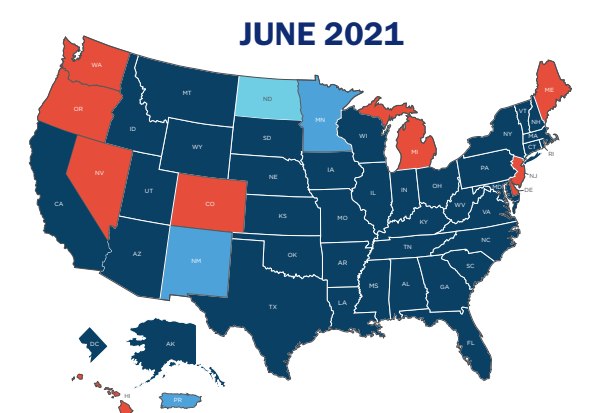 JUNE 2021
WA
OR
CA
NV
ID
MT
WY
UT
AZ
CO
NM
ND
SD
NE
KS
OK
TX
MN
IA
MO
AR
LA
WI
IL
MI
IN
OH
KY
TN
MS
AL
GA
FL
SC
NC
VA
WV
PA
NY
VT
NH
ME
MA
CT
RI
NJ
DE
MD
DC
AK
HI
PR